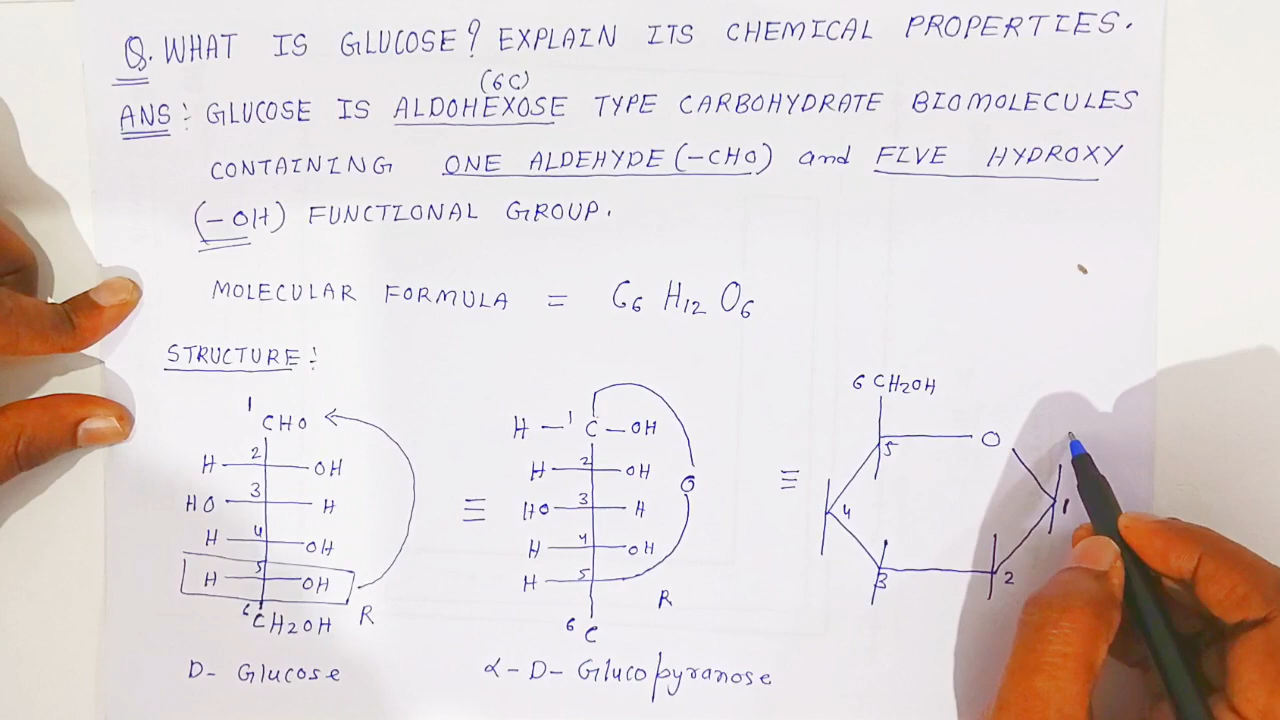 Q. WHAT IS GLUCOSE? EXPLAIN ITS CHEMICAL PROPERTIES.
(6C)
ANS: GLUCOSE IS ALDOHEXOSE TYPE CARBOHYDRATE BIOMOLECULES
CONTAINING ONE ALDEHYDE (-CHO) and FIVE HYDROXY
(-OH) FUNCTIONAL GROUP.
MOLECULAR FORMULA = C6 H12 O6
STRUCTURE:
1 CHO
H 2 OH
HO 3 H
H 4 OH
H 5 OH
6 CH2OH R
D- Glucose
≡
H - 1 C - OH
H 2 OH
HO 3 H
H 4 OH
H 5
O
R
6 C
α-D-Glucopyranose
≡
6 CH2OH
5 O
4 1
3 2